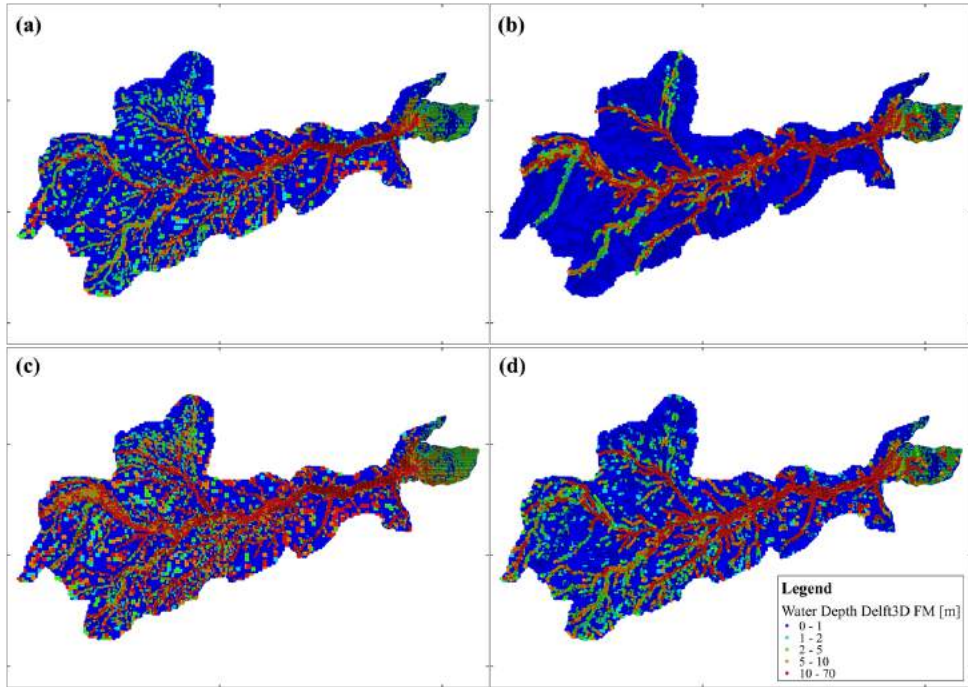 (a)
(b)
(c)
(d)
Legend
Water Depth Delft3D FM [m]
0 - 1
1 - 2
2 - 5
5 - 10
10 - 70